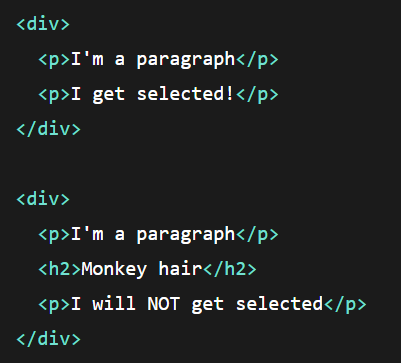 <div>
<p>I'm a paragraph</p>
<p>I get selected!</p>
</div>
<div>
<p>I'm a paragraph</p>
<h2>Monkey hair</h2>
<p>I will NOT get selected</p>
</div>